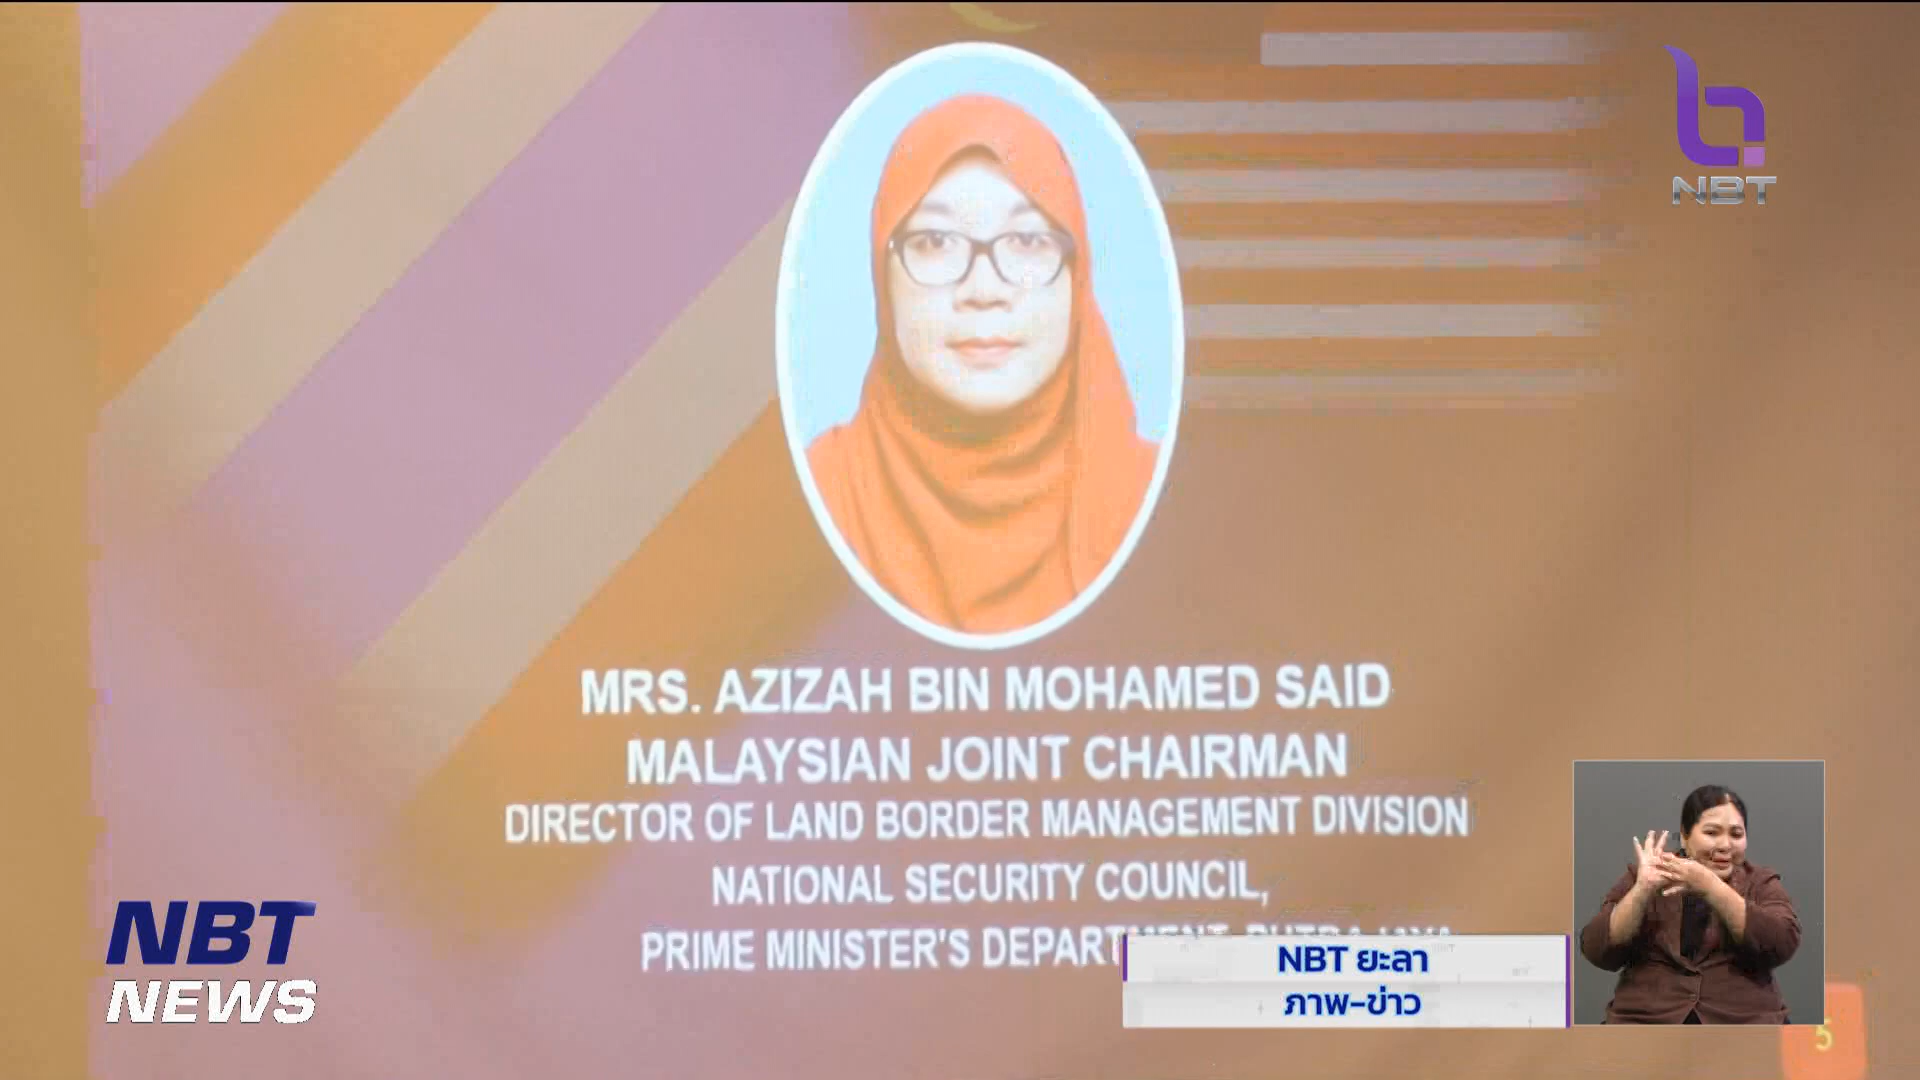 NBT
MRS. AZIZAH BIN MOHAMED SAID
MALAYSIAN JOINT CHAIRMAN
DIRECTOR OF LAND BORDER MANAGEMENT DIVISION
NATIONAL SECURITY COUNCIL,
PRIME MINISTER'S
NBT
NEWS
NBT ยะลา
ภาพ-ข่าว
5